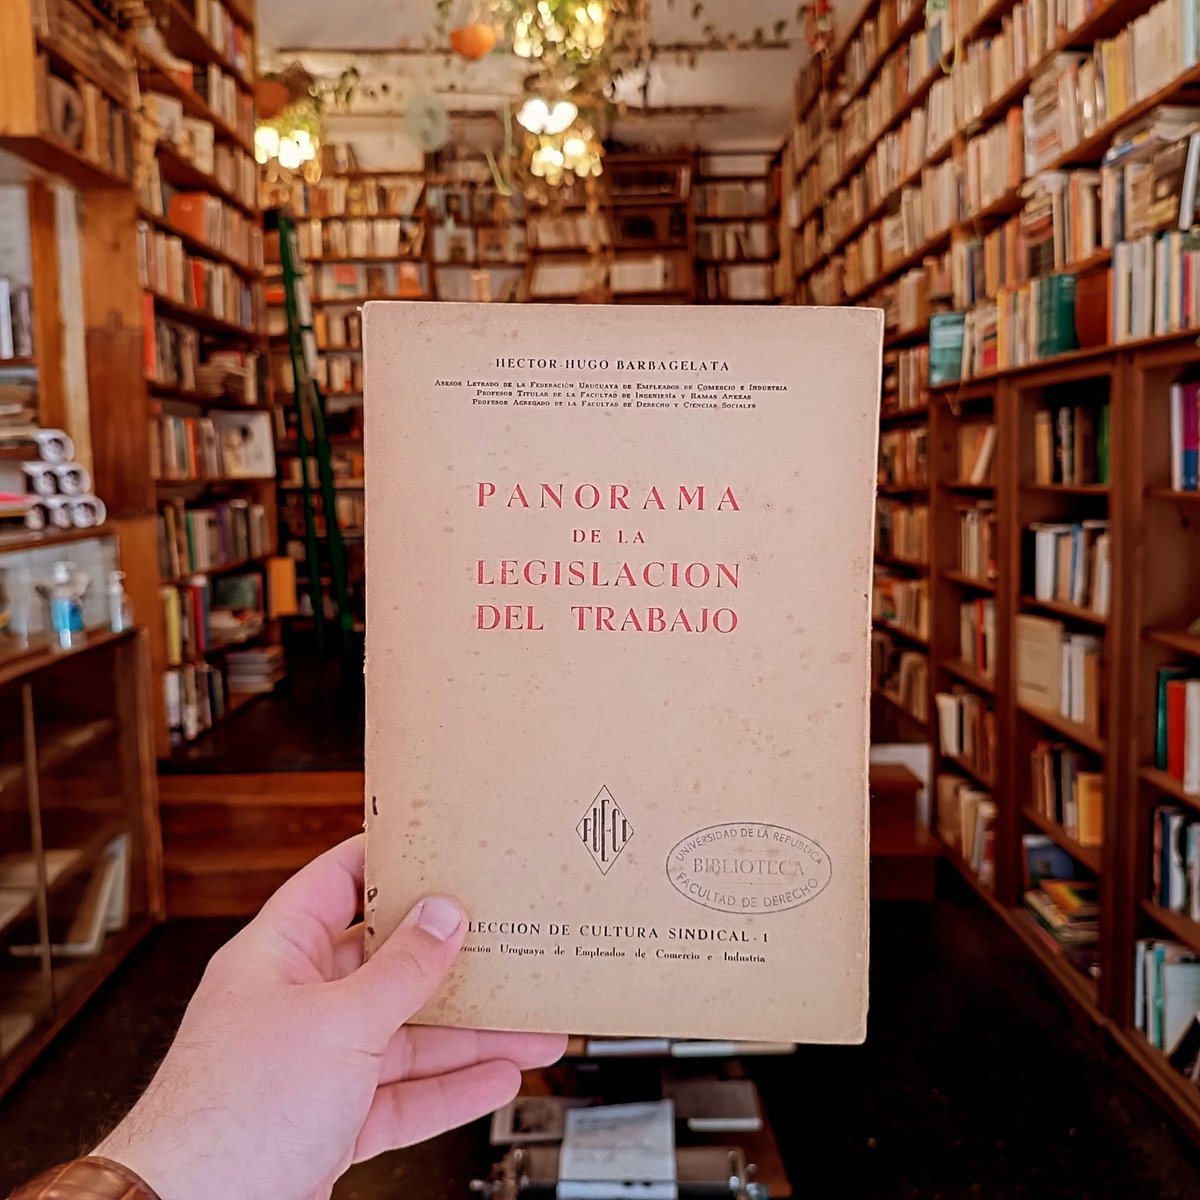 HECTOR-HUGO BARBAGELATA
ASESOR LETRADO DE LA FEDERACIÓN URUGUAYA DE EMPLEADOS DE COMERCIO E INDUSTRIA
PROFESOR TITULAR DE LA FACULTAD DE INGENIERÍA Y RAMAS ANEXAS
PROFESOR AGREGADO DE LA FACULTAD DE DERECHO Y CIENCIAS SOCIALES
PANORAMA
DE LA
LEGISLACION
DEL TRABAJO
FUECI
UNIVERSIDAD DE LA REPUBLICA
BIBLIOTECA
FACULTAD DE DERECHO
LECCION DE CULTURA SINDICAL - 1
eración Uruguaya de Empleados de Comercio e Industria